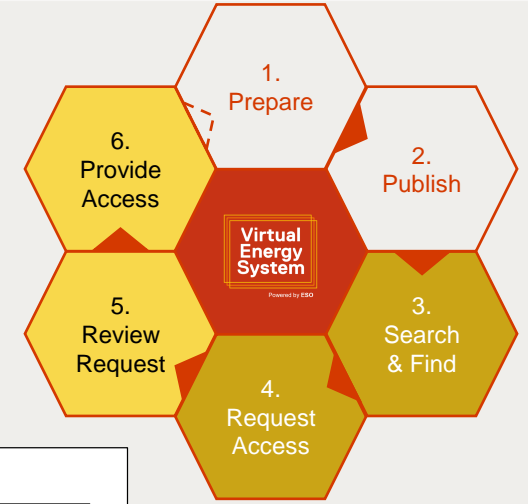 1.
Prepare
2.
Publish
3.
Search
& Find
4.
Request
Access
5.
Review
Request
6.
Provide
Access
Virtual
Energy
System
Powered by ESO